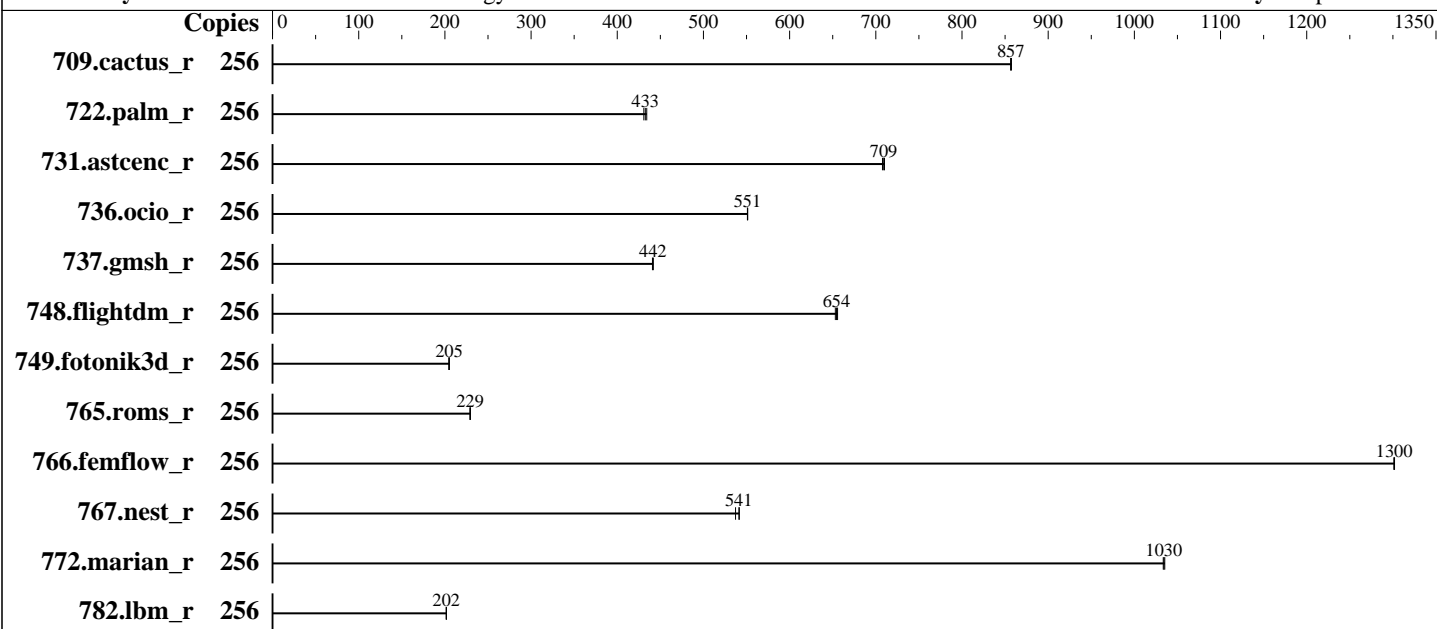 Copies 0 100 200 300 400 500 600 700 800 900 1000 1100 1200 1350
857
709.cactus_r 256
433
722.palm_r 256
709
731.astcenc_r 256
551
736.ocio_r 256
442
737.gmsh_r 256
654
748.flightdm_r 256
205
749.fotonik3d_r 256
229
765.roms_r 256
1300
766.femflow_r 256
541
767.nest_r 256
1030
772.marian_r 256
202
782.lbm_r 256